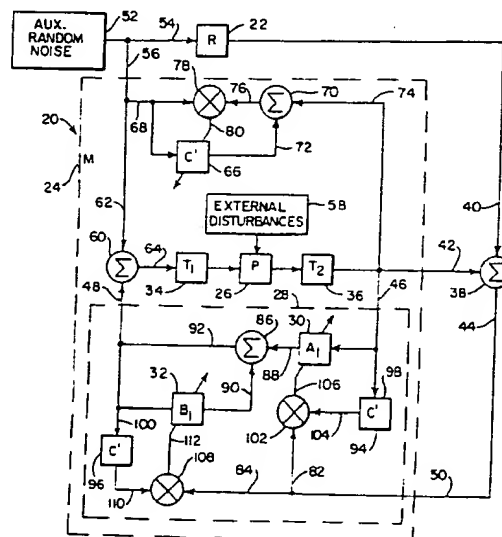 AUX.
RANDOM
NOISE
52
54
R
22
56
78
76
Σ
70
74
20
24
M
68
80
72
C'
66
62
EXTERNAL
DISTURBANCES
58
40
60
Σ
64
T1
P
T2
42
Σ
38
48
34
26
28
36
46
44
92
86
Σ
30
A1
88
32
90
106
98
B1
100
102
104
C'
94
112
108
82
C'
96
84
50
110